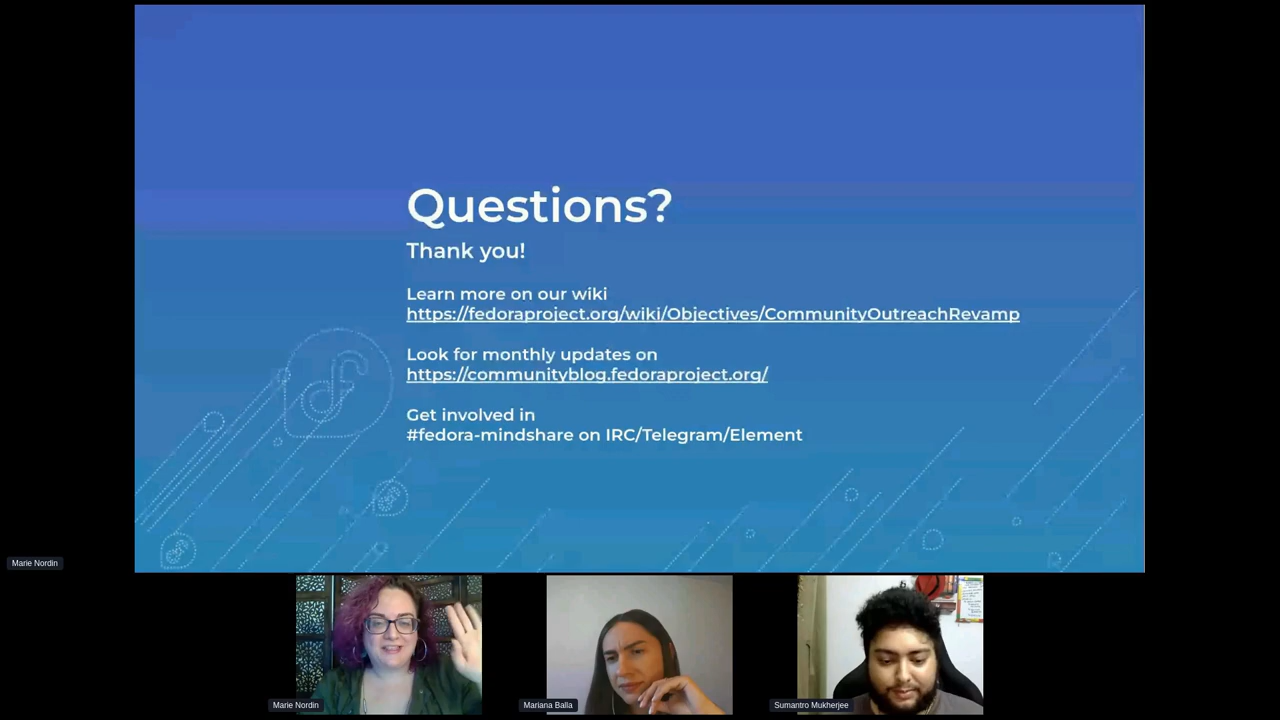 Questions?
Thank you!
Learn more on our wiki
https://fedoraproject.org/wiki/Objectives/CommunityOutreachRevamp
Look for monthly updates on
https://communityblog.fedoraproject.org/
Get involved in
#fedora-mindshare on IRC/Telegram/Element
Marie Nordin
Marie Nordin
Mariana Balla
Sumantro Mukherjee